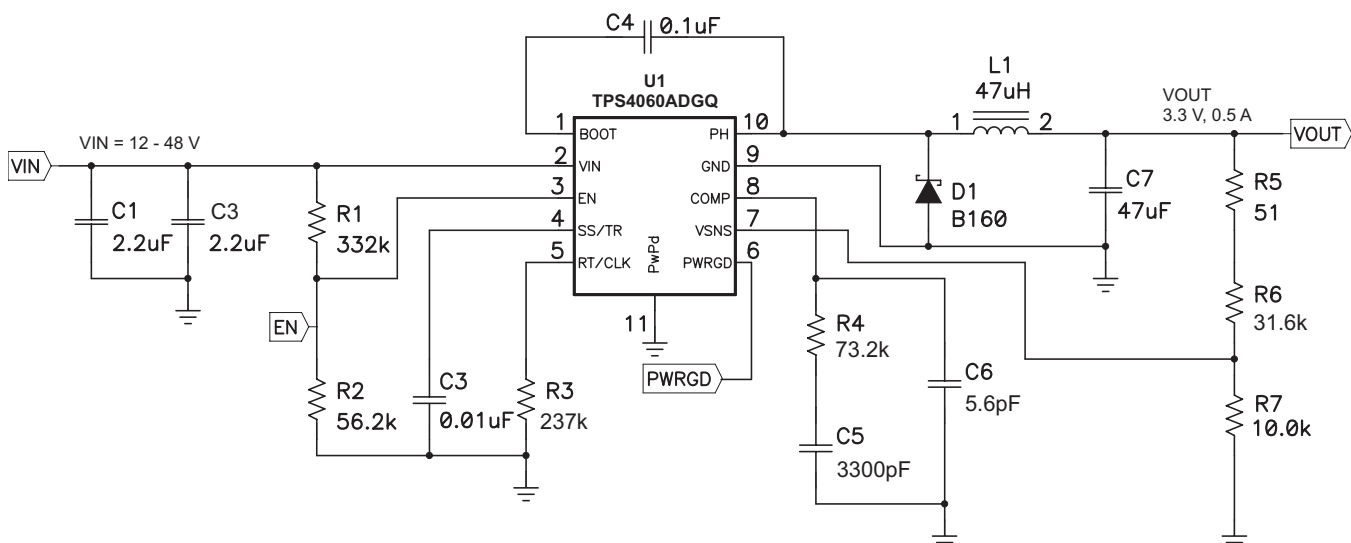 C4
0.1uF
U1
TPS4060ADGQ
L1
47uH
VOUT
3.3 V, 0.5 A
VOUT
VIN = 12 - 48 V
VIN
1
BOOT
PH
10
1
2
2
VIN
GND
9
3
EN
COMP
8
4
SS/TR
VSNS
7
5
RT/CLK
PWRGD
6
PwPd
11
C1
2.2uF
C3
2.2uF
R1
332k
D1
B160
C7
47uF
R5
51
EN
R6
31.6k
R4
73.2k
PWRGD
R2
56.2k
C3
0.01uF
R3
237k
C6
5.6pF
R7
10.0k
C5
3300pF